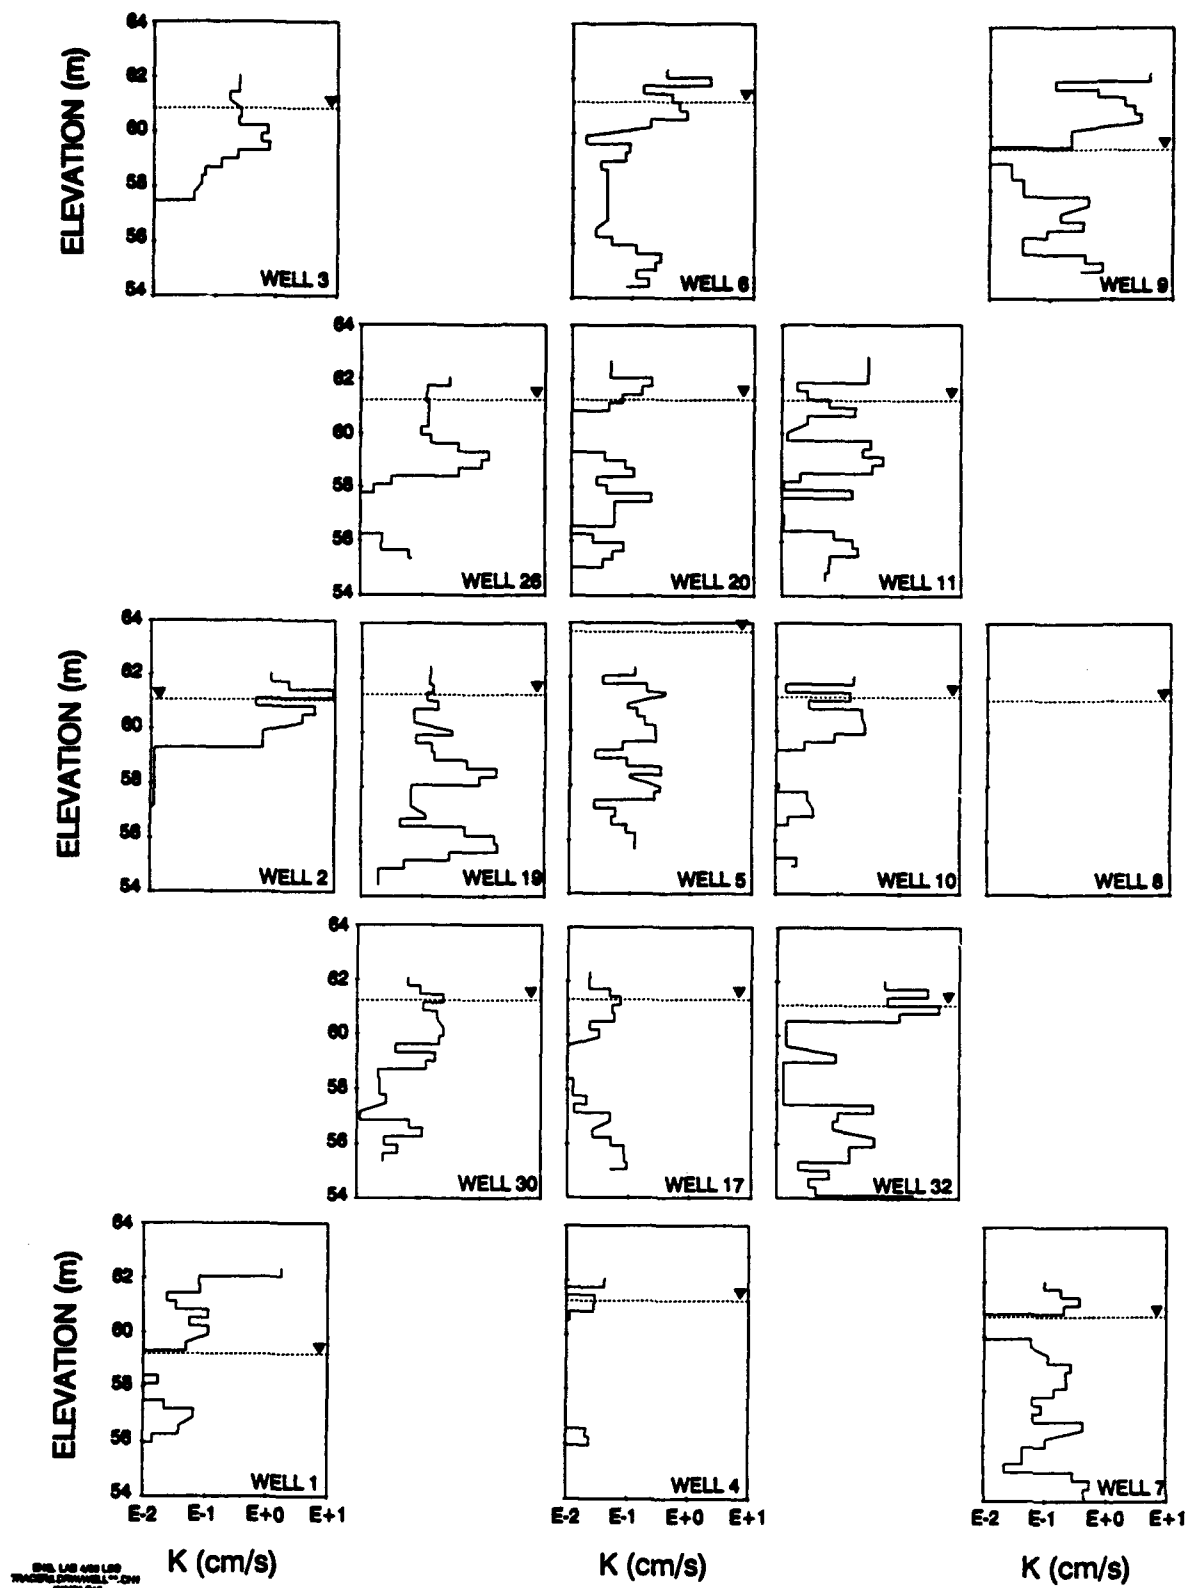 64
62
60
58
56
54
ELEVATION (m)
WELL 3
WELL 6
WELL 9
64
62
60
58
56
54
WELL 26
WELL 20
WELL 11
64
62
60
58
56
54
ELEVATION (m)
WELL 2
WELL 19
WELL 5
WELL 10
WELL 8
64
62
60
58
56
54
WELL 30
WELL 17
WELL 32
64
62
60
58
56
54
ELEVATION (m)
WELL 1
WELL 4
WELL 7
E-2 E-1 E+0 E+1
E-2 E-1 E+0 E+1
E-2 E-1 E+0 E+1
K (cm/s)
K (cm/s)
K (cm/s)